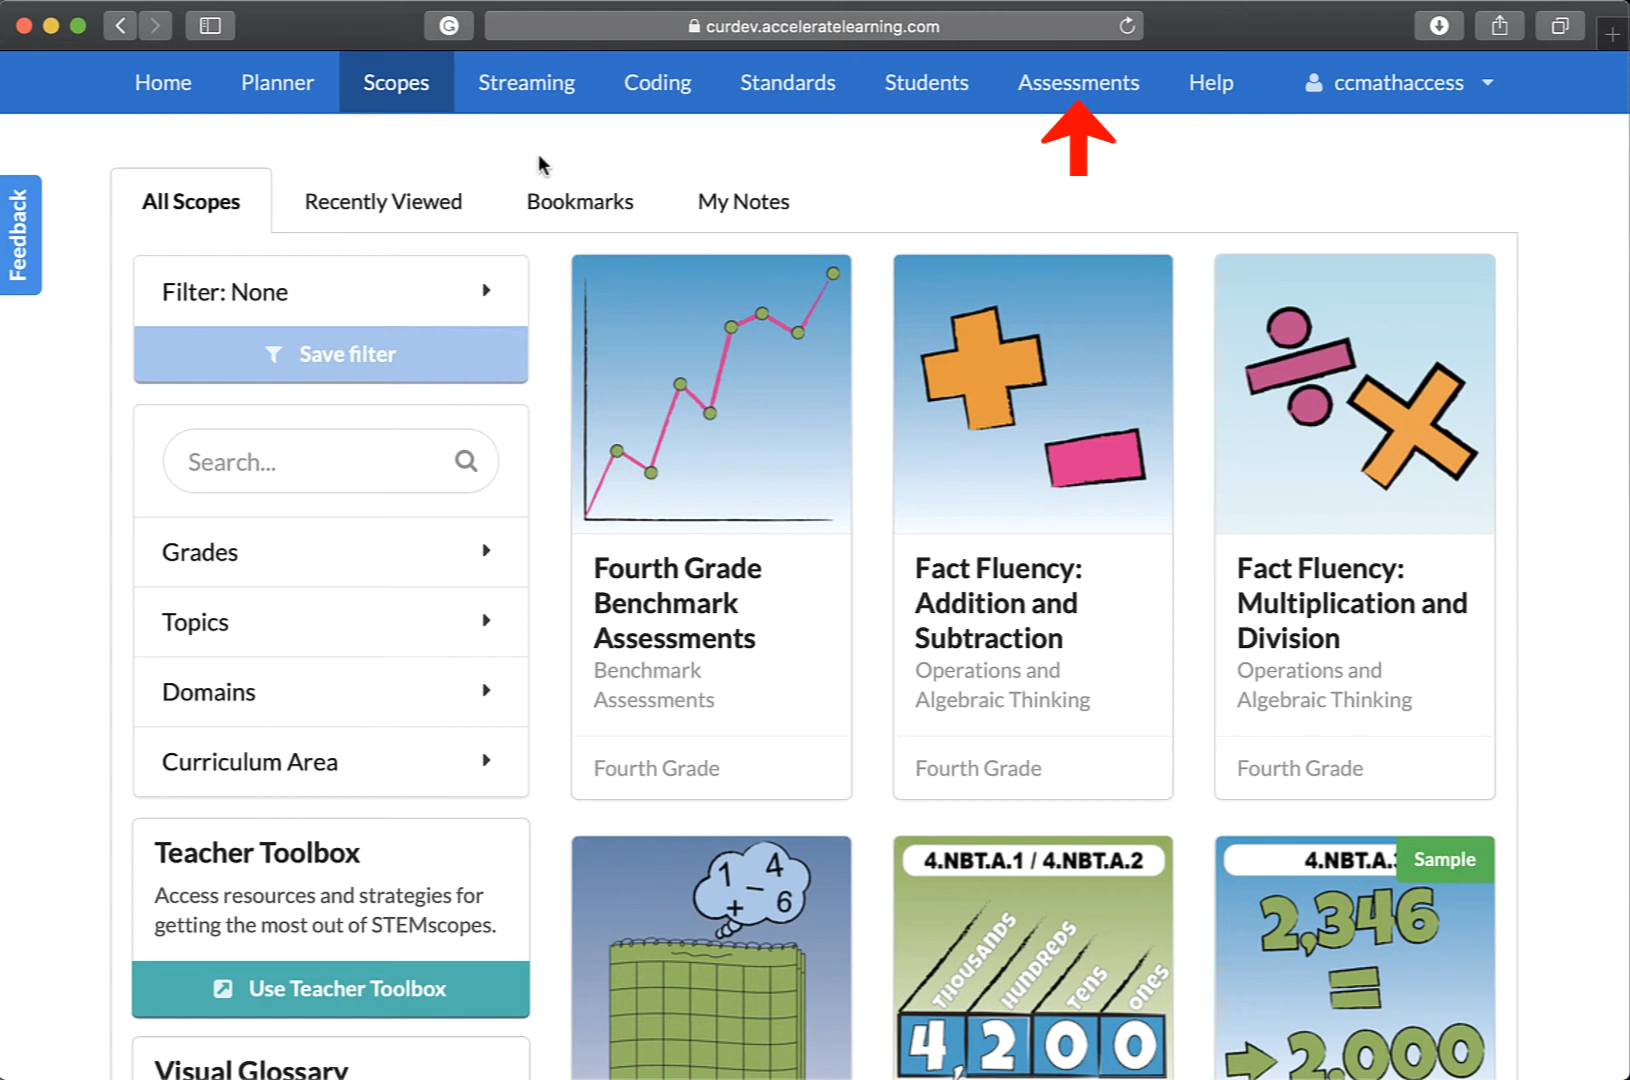 curdev.acceleratelearning.com
Home Planner Scopes Streaming Coding Standards Students Assessments Help ccmathaccess
Feedback
All Scopes Recently Viewed Bookmarks My Notes
Filter: None
Save filter
Search...
Grades
Topics
Domains
Curriculum Area
Teacher Toolbox
Access resources and strategies for
getting the most out of STEMscopes.
Use Teacher Toolbox
Visual Glossary
Fourth Grade
Benchmark
Assessments
Benchmark
Assessments
Fourth Grade
Fact Fluency:
Addition and
Subtraction
Operations and
Algebraic Thinking
Fourth Grade
Fact Fluency:
Multiplication and
Division
Operations and
Algebraic Thinking
Fourth Grade
1 - 4
+ 6
4.NBT.A.1 / 4.NBT.A.2
THOUSANDS HUNDREDS TENS ONES
4,200
4.NBT.A.
Sample
2,346
=
2,000